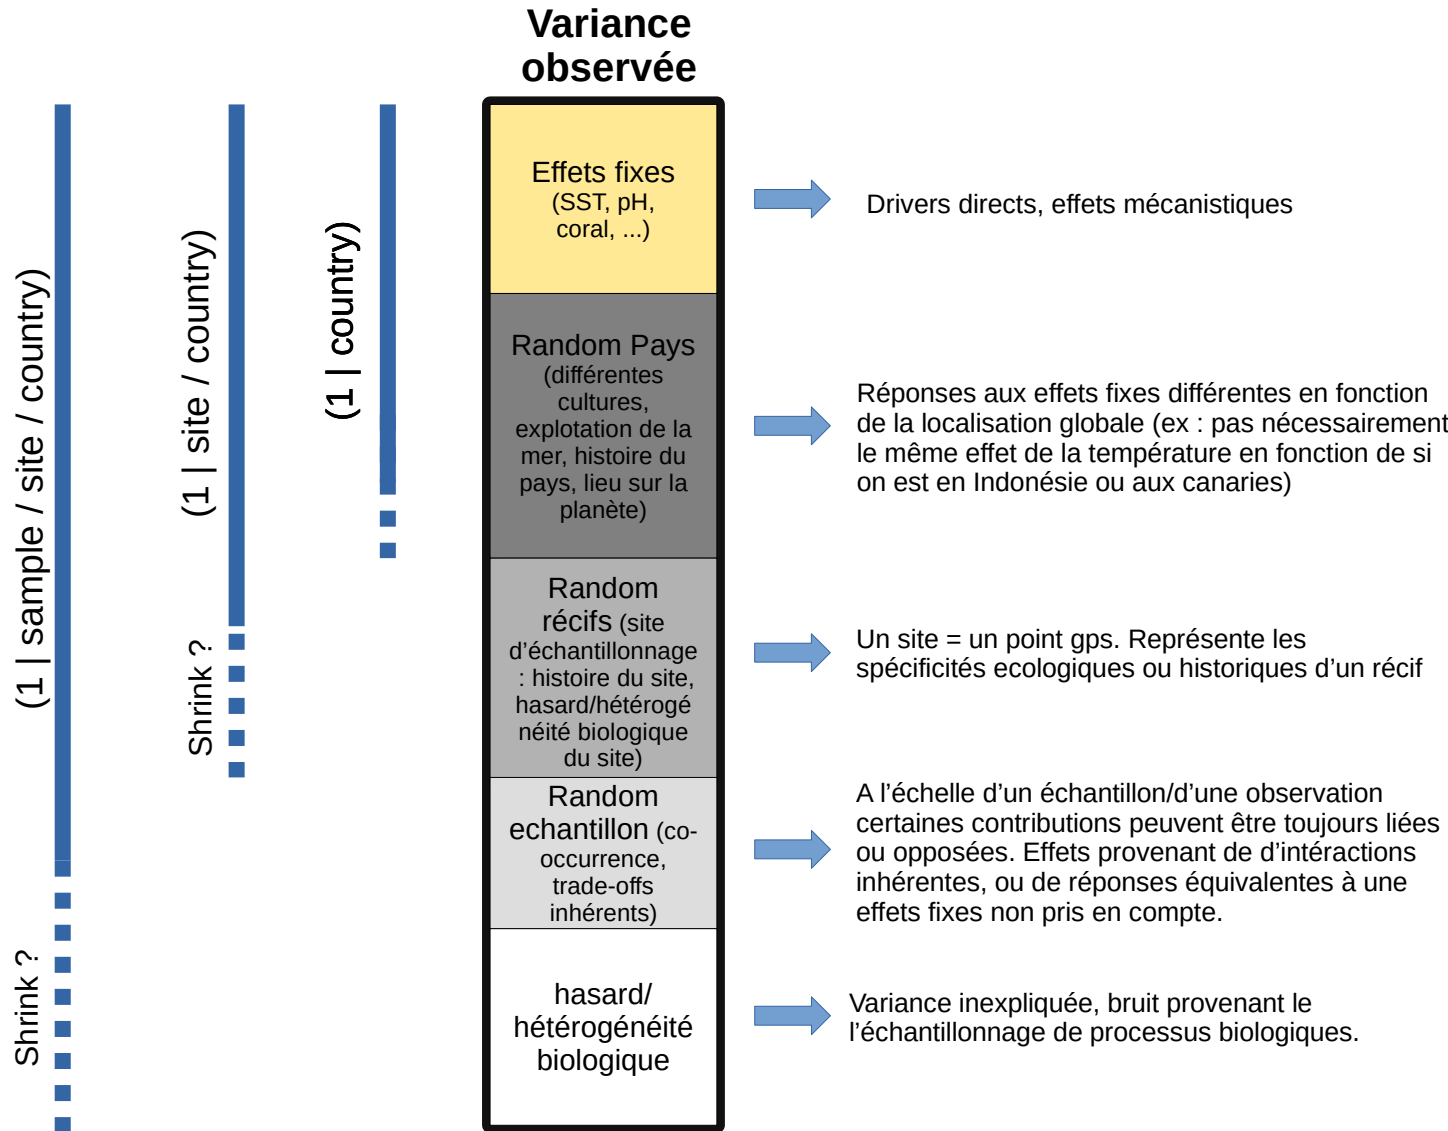 Variance
observée
(1 | sample / site / country)
Shrink ?
(1 | site / country)
Shrink ?
(1 | country)
Effets fixes
(SST, pH,
coral, ...)
Drivers directs, effets mécanistiques
Random Pays
(différentes
cultures,
explotation de la
mer, histoire du
pays, lieu sur la
planète)
Réponses aux effets fixes différentes en fonction
de la localisation globale (ex : pas nécessairement
le même effet de la température en fonction de si
on est en Indonésie ou aux canaries)
Random
récifs (site
d'échantillonnage
: histoire du site,
hasard/hétérogé
néité biologique
du site)
Un site = un point gps. Représente les
spécificités ecologiques ou historiques d'un récif
Random
echantillon (co-
occurrence,
trade-offs
inhérents)
A l'échelle d'un échantillon/d'une observation
certaines contributions peuvent être toujours liées
ou opposées. Effets provenant de d'intéractions
inhérentes, ou de réponses équivalentes à une
effets fixes non pris en compte.
hasard/
hétérogénéité
biologique
Variance inexpliquée, bruit provenant le
l'échantillonnage de processus biologiques.